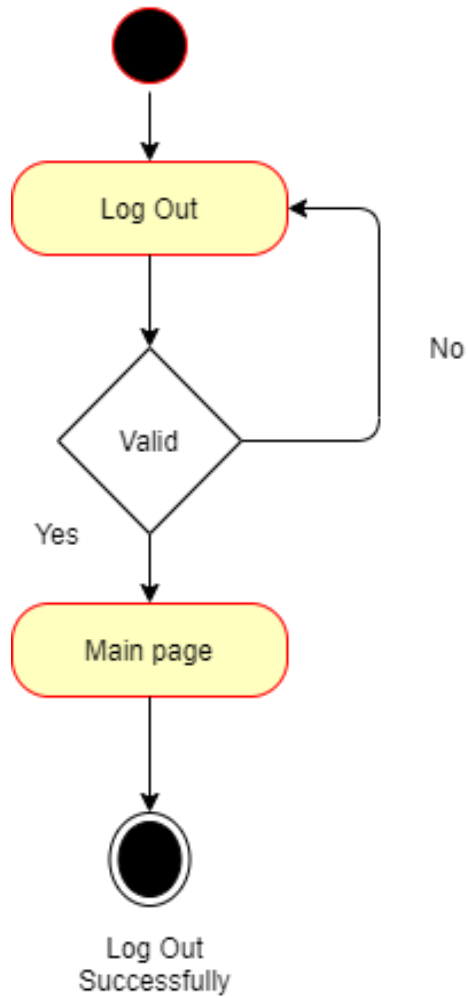 Log Out
No
Valid
Yes
Main page
Log Out
Successfully